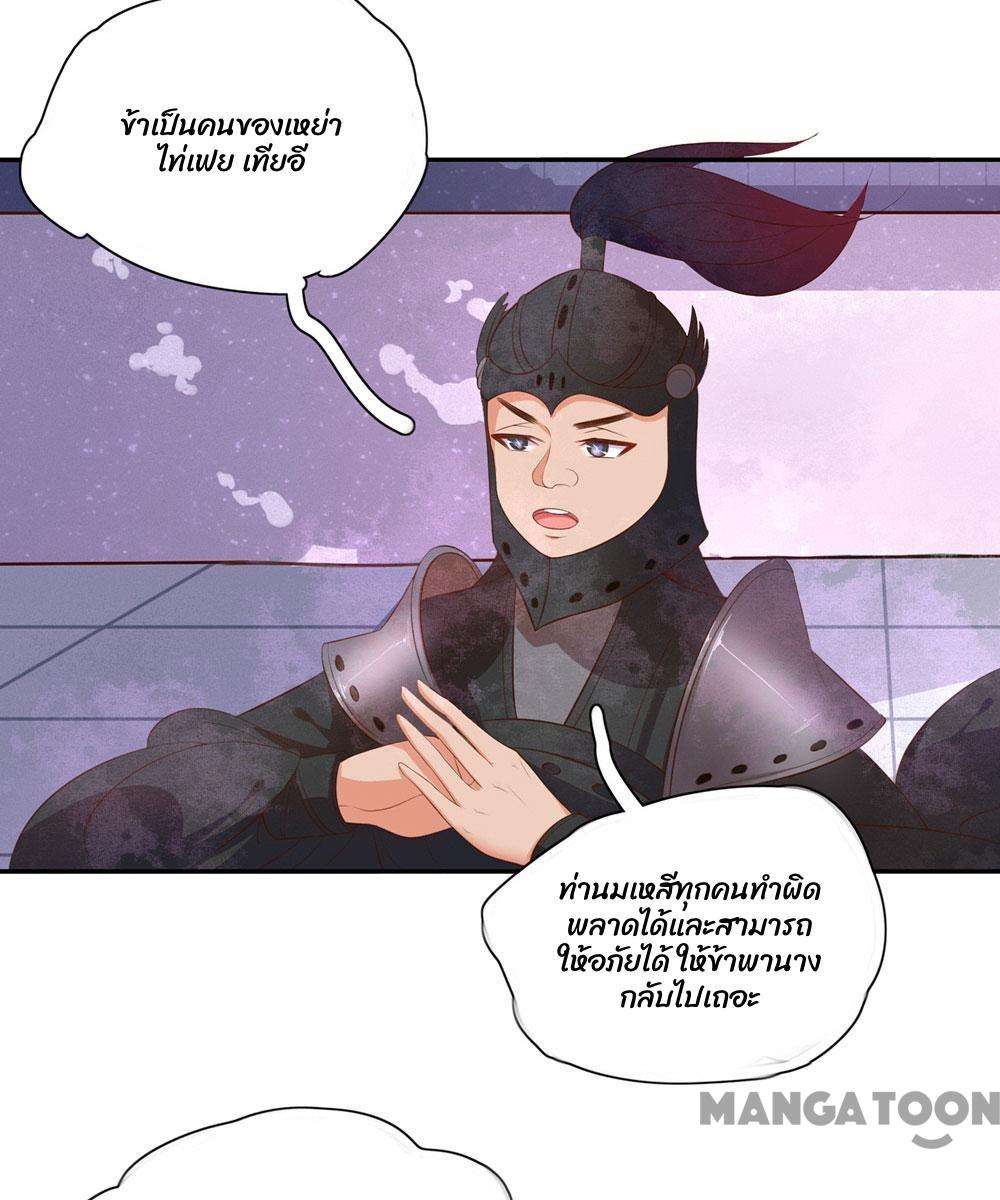 ข้าเป็นคนของเหย่า
ไท่เฟย เทียอี
ท่านมเหสีทุกคนทำผิด
พลาดได้และสามารถ
ให้อภัยได้ ให้ข้าพานาง
กลับไปเถอะ
MANGATOON